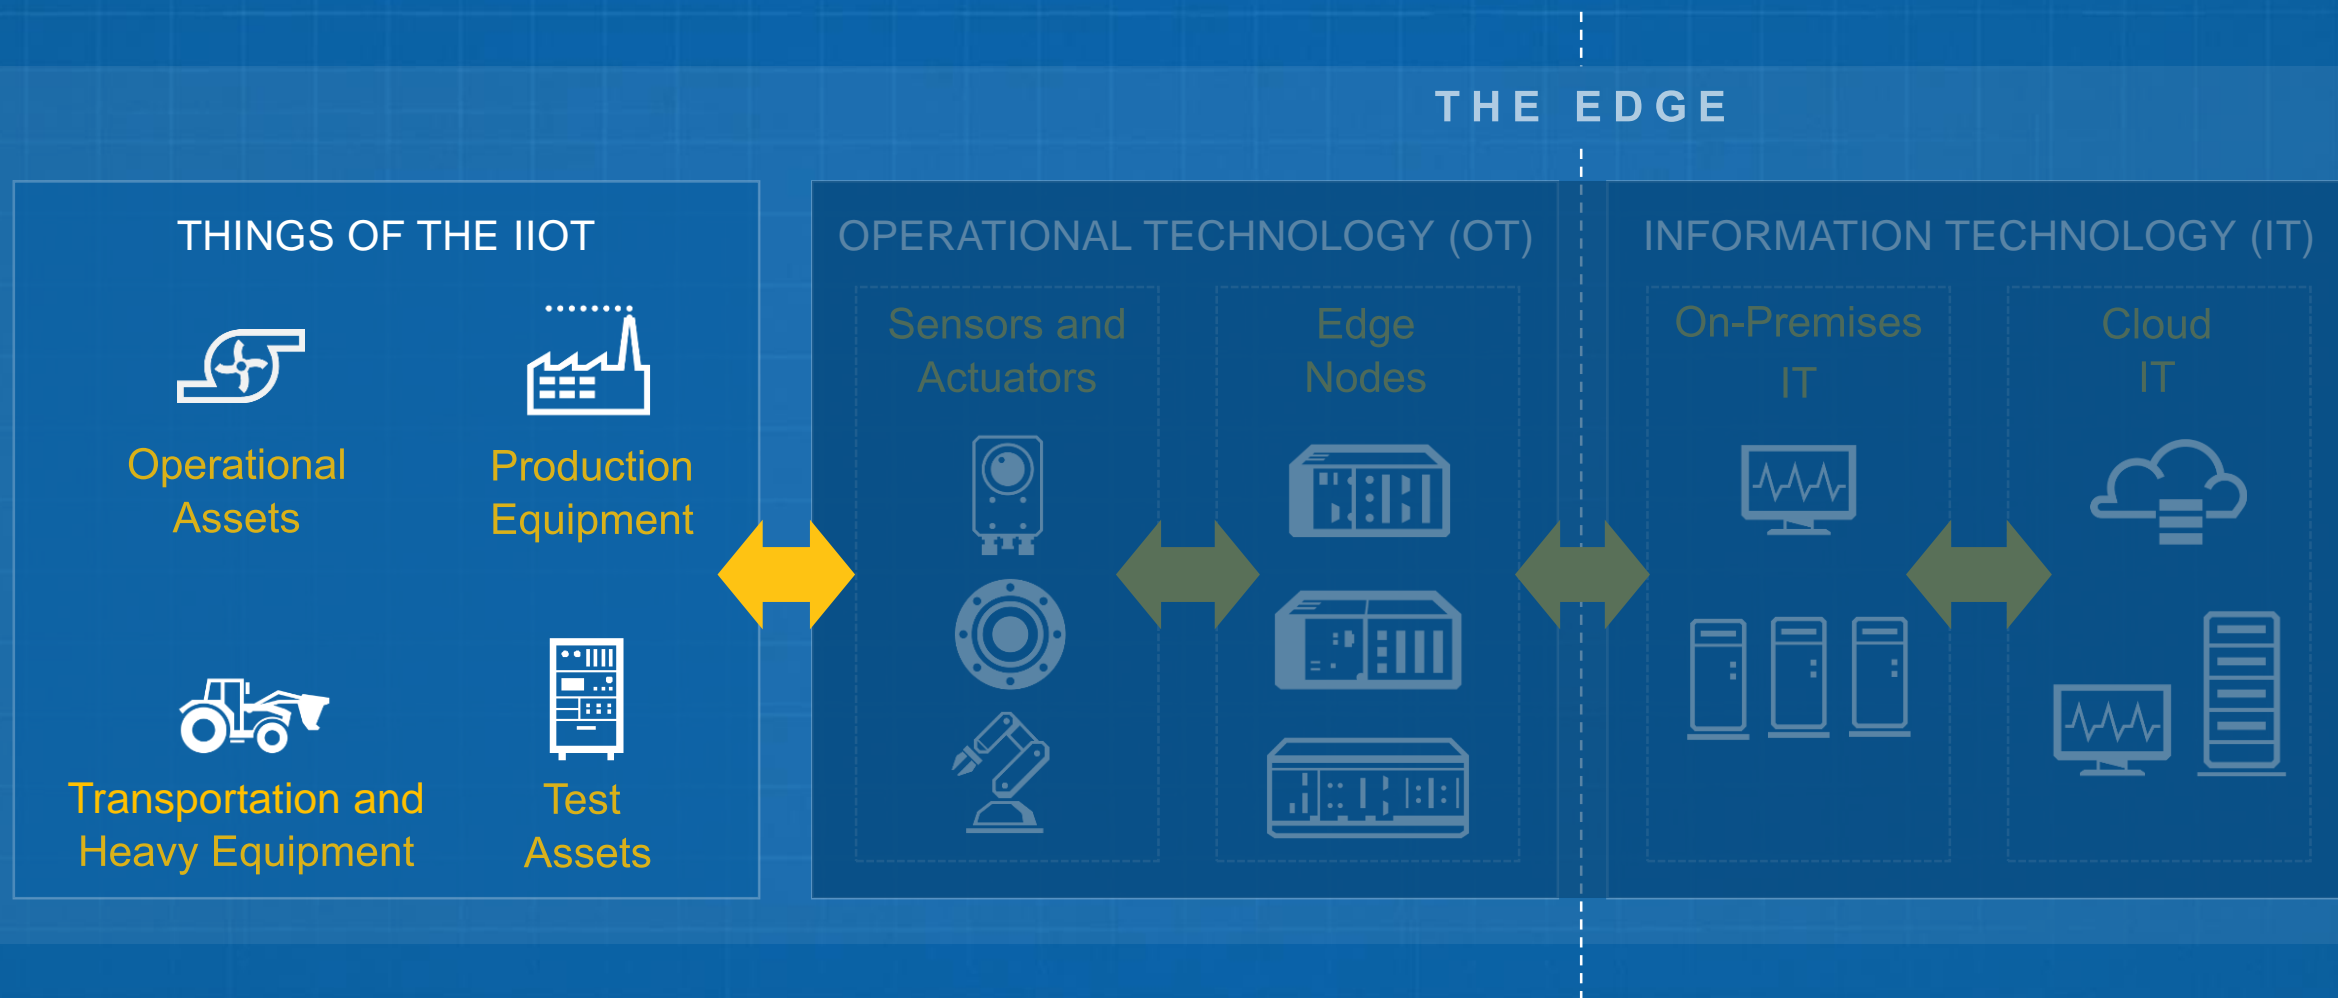 THE EDGE
THINGS OF THE IIOT
Operational
Assets
Production
Equipment
Transportation and
Heavy Equipment
Test
Assets
OPERATIONAL TECHNOLOGY (OT)
Sensors and
Actuators
Edge
Nodes
INFORMATION TECHNOLOGY (IT)
On-Premises
IT
Cloud
IT